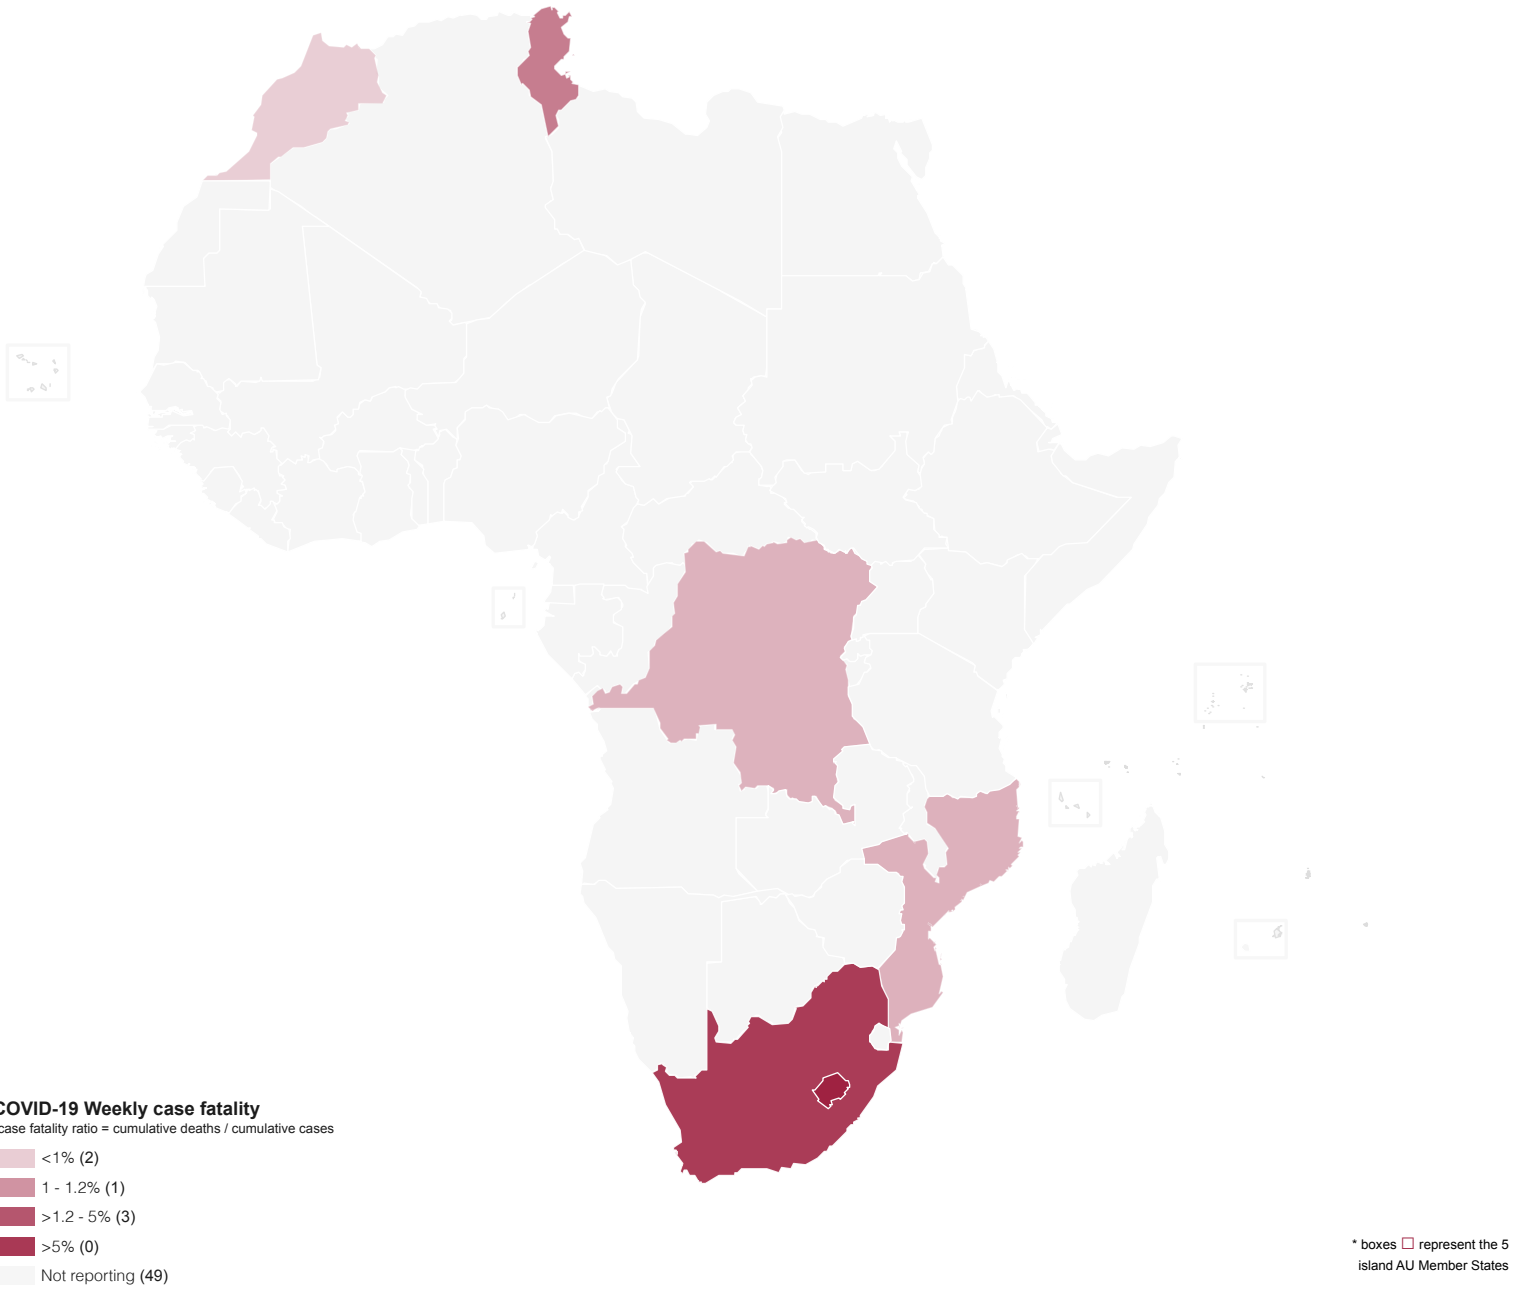 COVID-19 Weekly case fatality
case fatality ratio = cumulative deaths / cumulative cases
<1% (2)
1 - 1.2% (1)
>1.2 - 5% (3)
>5% (0)
Not reporting (49)
* boxes □ represent the 5
island AU Member States